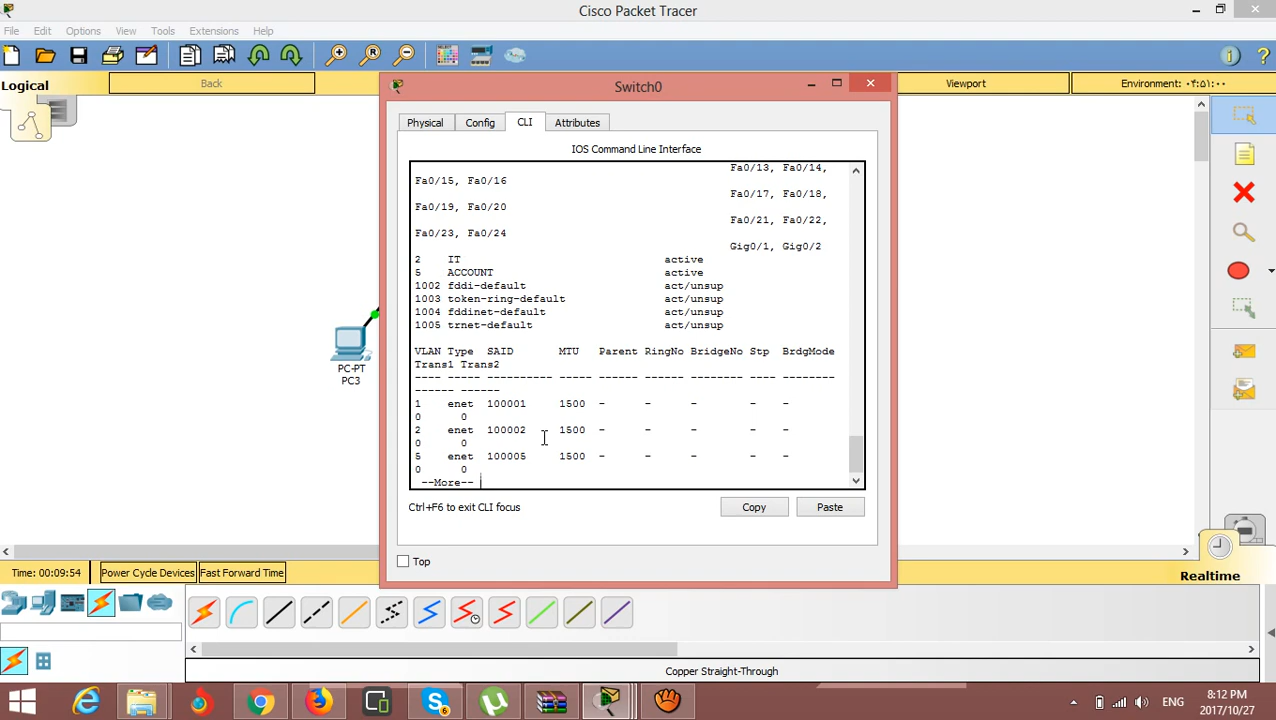 Cisco Packet Tracer
File Edit Options View Tools Extensions Help
Logical
Back
Viewport
Environment: ۰۴:۵۱:۰۰
Switch0
Physical
Config
CLI
Attributes
IOS Command Line Interface
Fa0/13, Fa0/14,
Fa0/15, Fa0/16
Fa0/17, Fa0/18,
Fa0/19, Fa0/20
Fa0/21, Fa0/22,
Fa0/23, Fa0/24
Gig0/1, Gig0/2
2 IT active
5 ACCOUNT active
1002 fddi-default act/unsup
1003 token-ring-default act/unsup
1004 fddinet-default act/unsup
1005 trnet-default act/unsup
VLAN Type SAID MTU Parent RingNo BridgeNo Stp BrdgMode
Trans1 Trans2
---- ----- ---------- ----- ------ ------ -------- ---- --------
------ ------
1 enet 100001 1500 - - - - -
0 0
2 enet 100002 1500 - - - - -
0 0
5 enet 100005 1500 - - - - -
0 0
--More--
Ctrl+F6 to exit CLI focus
Copy
Paste
Top
PC-PT
PC3
Time: 00:09:54
Power Cycle Devices
Fast Forward Time
Realtime
Copper Straight-Through
ENG
8:12 PM
2017/10/27